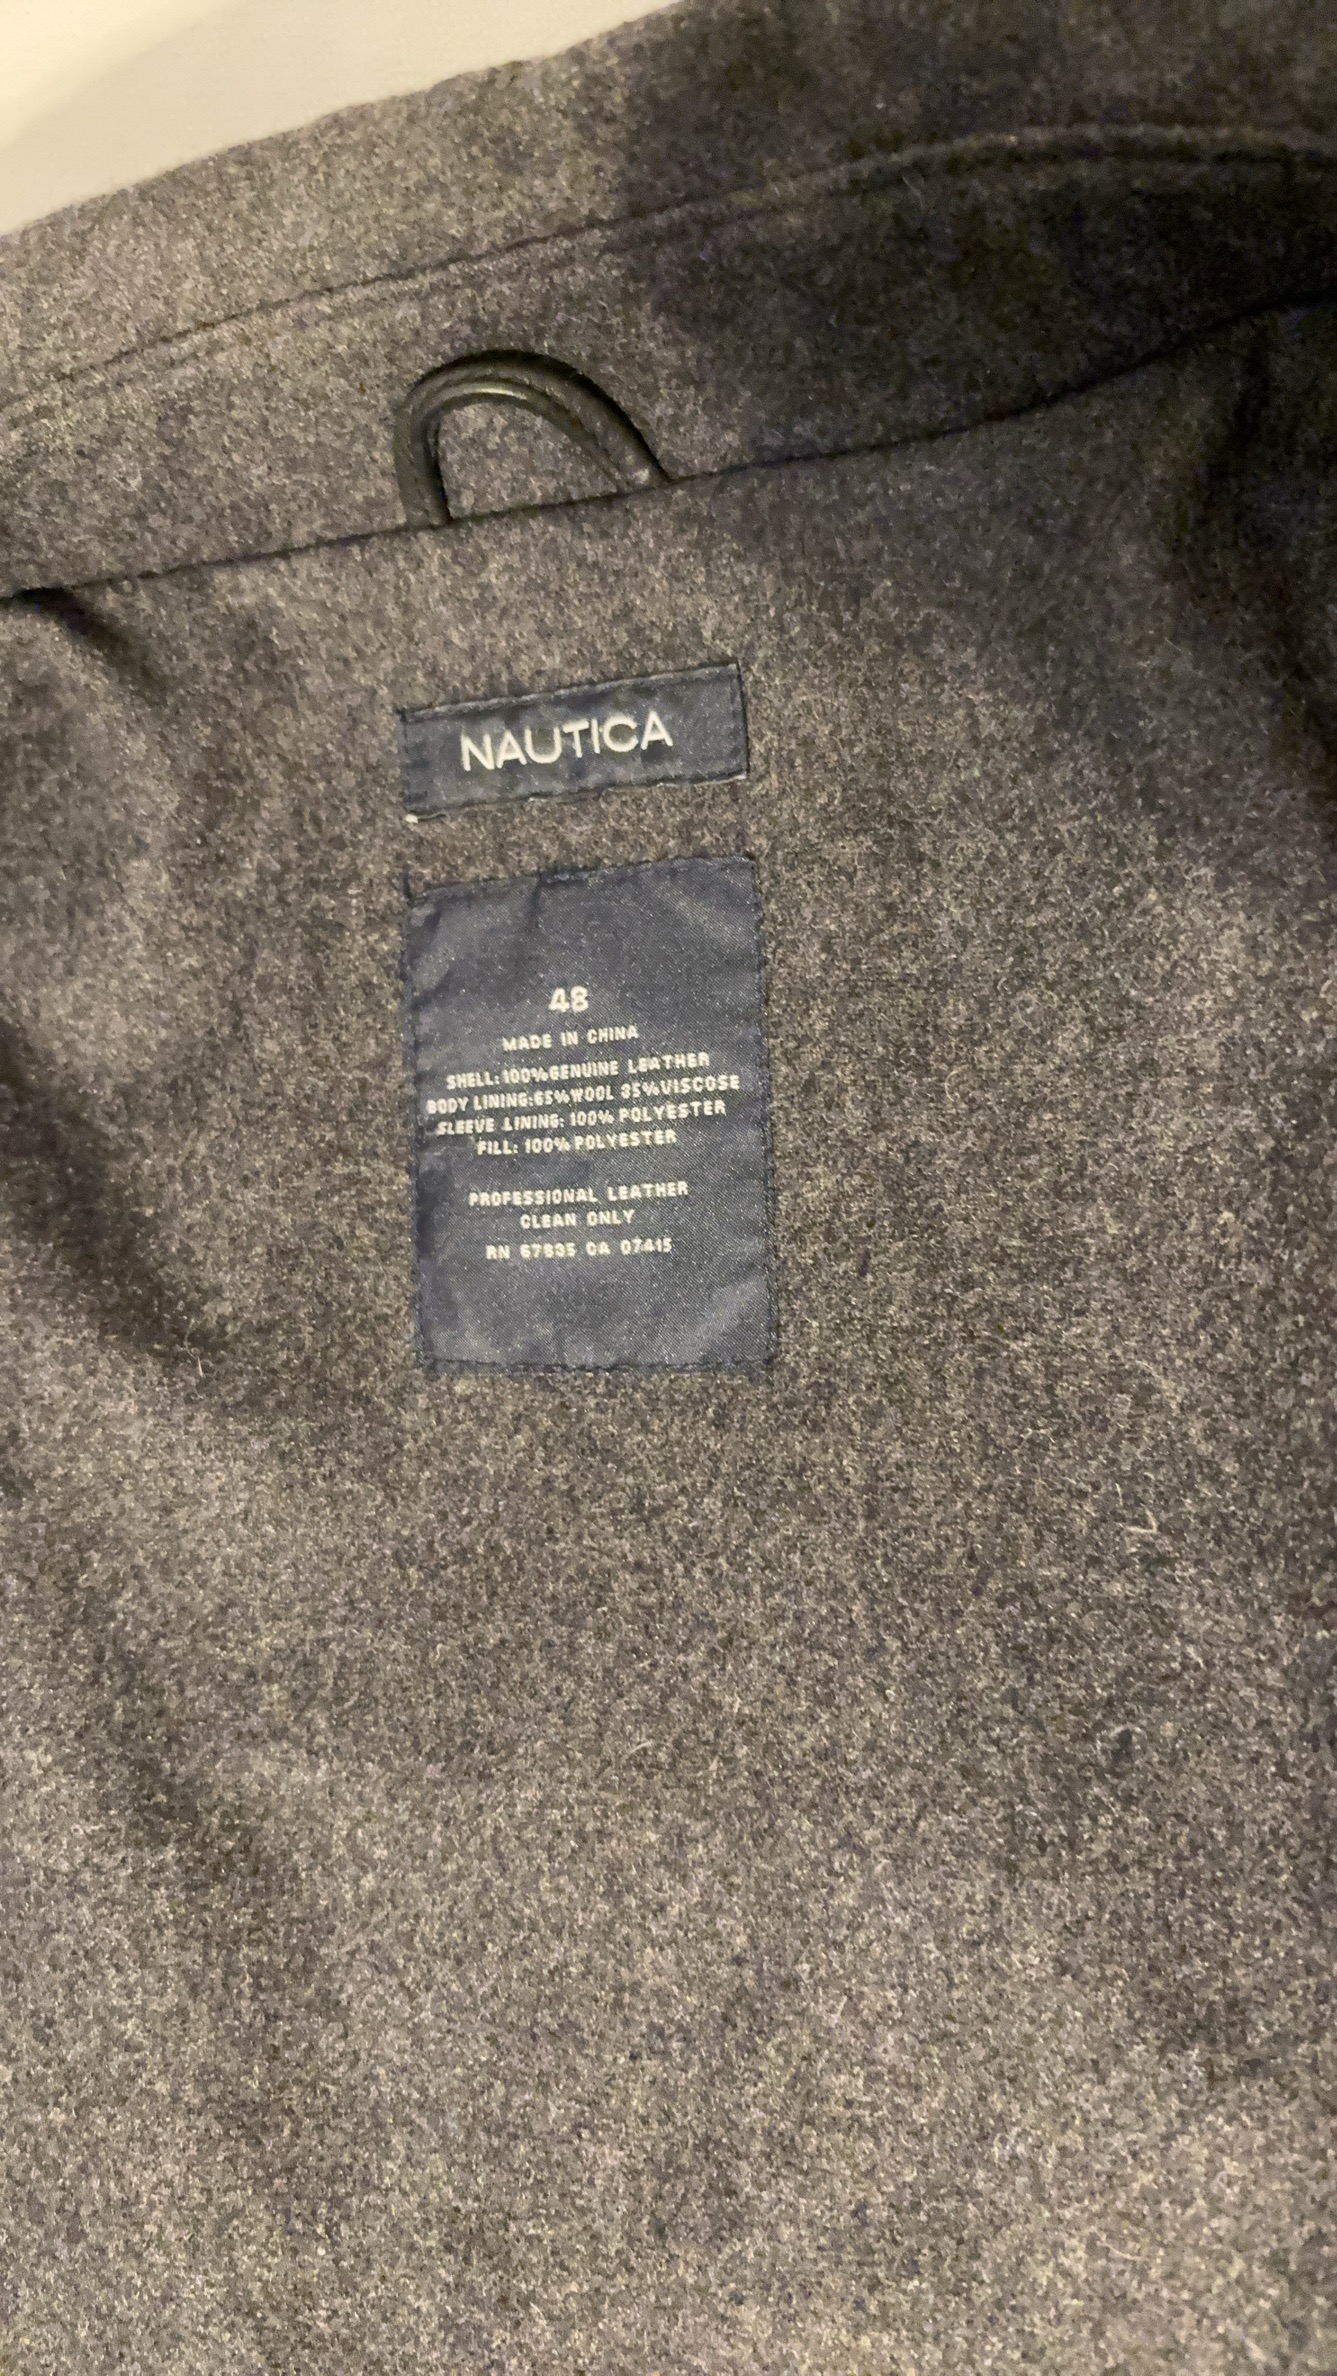 NAUTICA
48
MADE IN CHINA
SHELL: 100% GENUINE LEATHER
BODY LINING: 65% WOOL 35% VISCOSE
SLEEVE LINING: 100% POLYESTER
FILL: 100% POLYESTER
PROFESSIONAL LEATHER
CLEAN ONLY
RN 67835 CA 07415